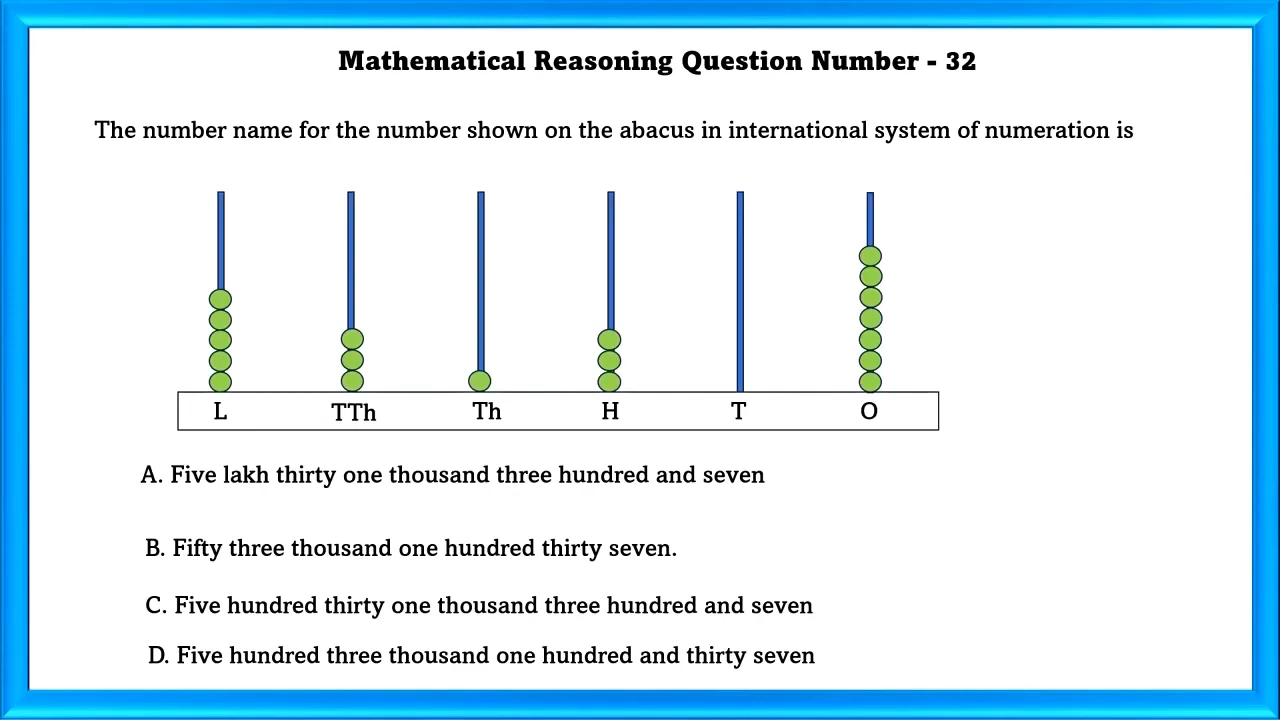 Mathematical Reasoning Question Number - 32
The number name for the number shown on the abacus in international system of numeration is
L TTh Th H T O
A. Five lakh thirty one thousand three hundred and seven
B. Fifty three thousand one hundred thirty seven.
C. Five hundred thirty one thousand three hundred and seven
D. Five hundred three thousand one hundred and thirty seven